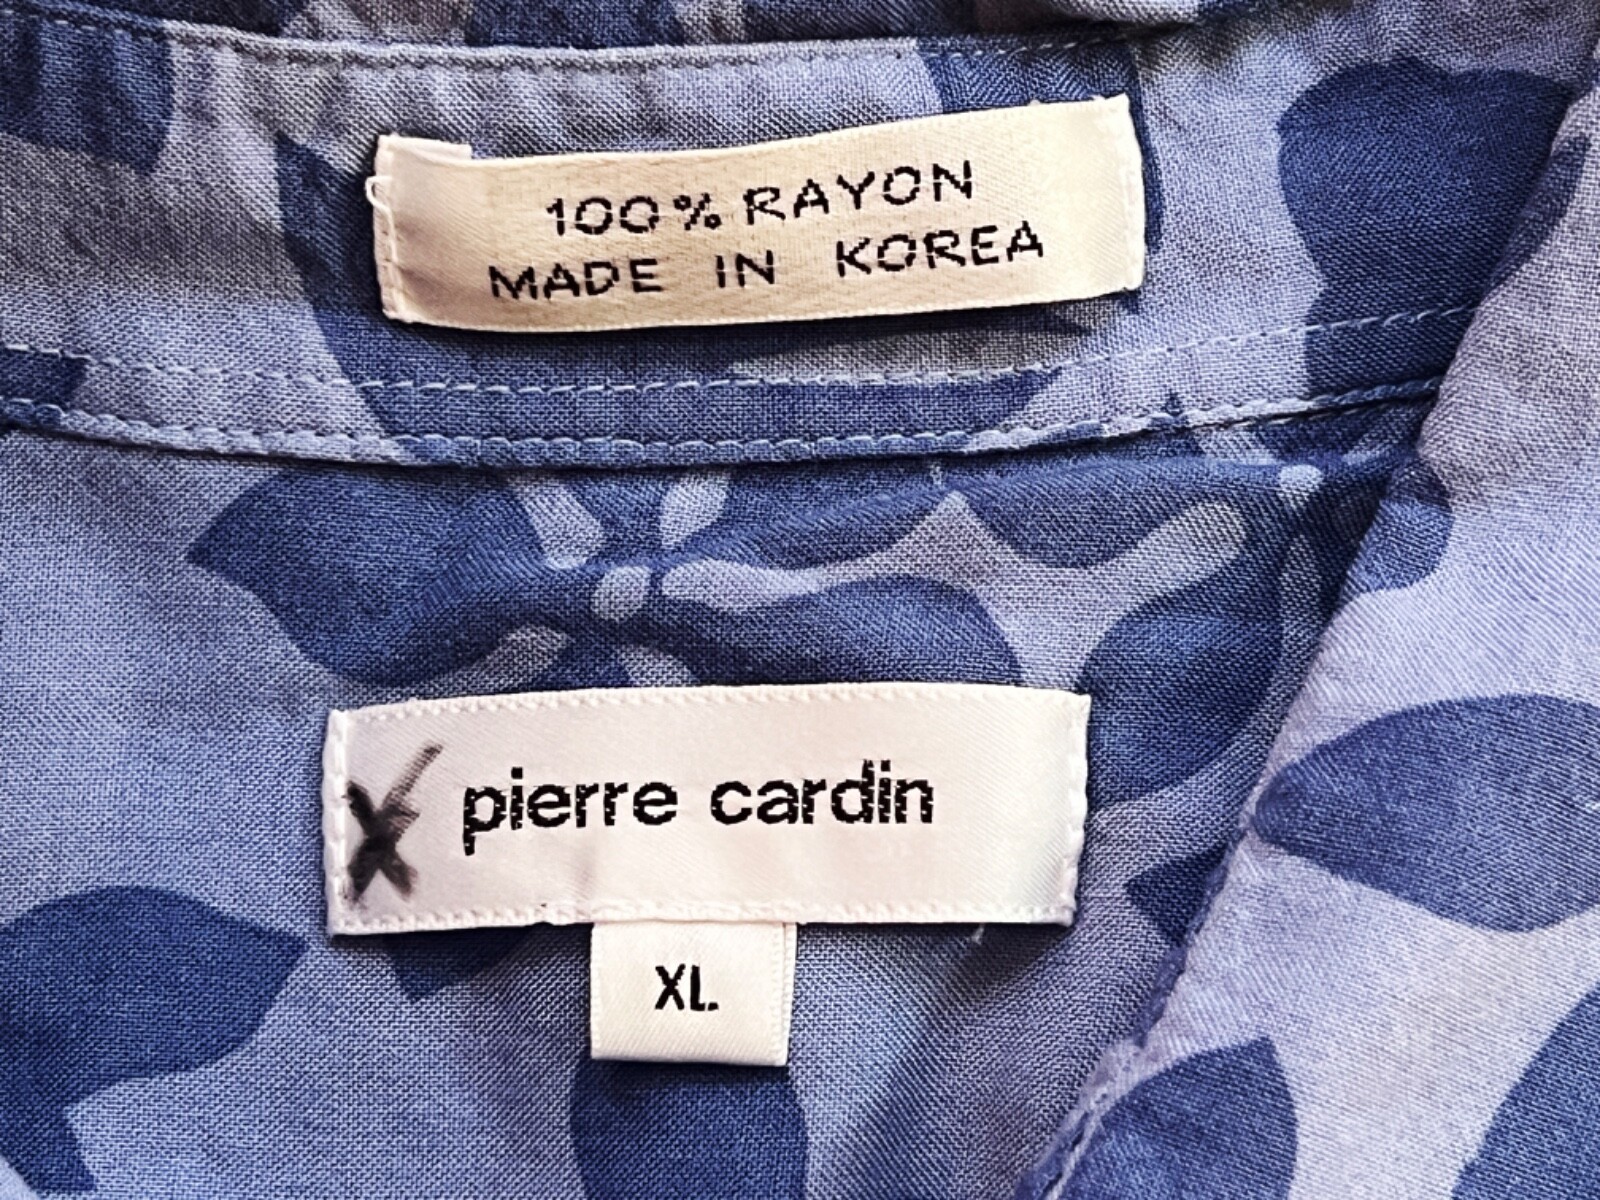 100% RAYON
MADE IN KOREA
pierre cardin
XL.